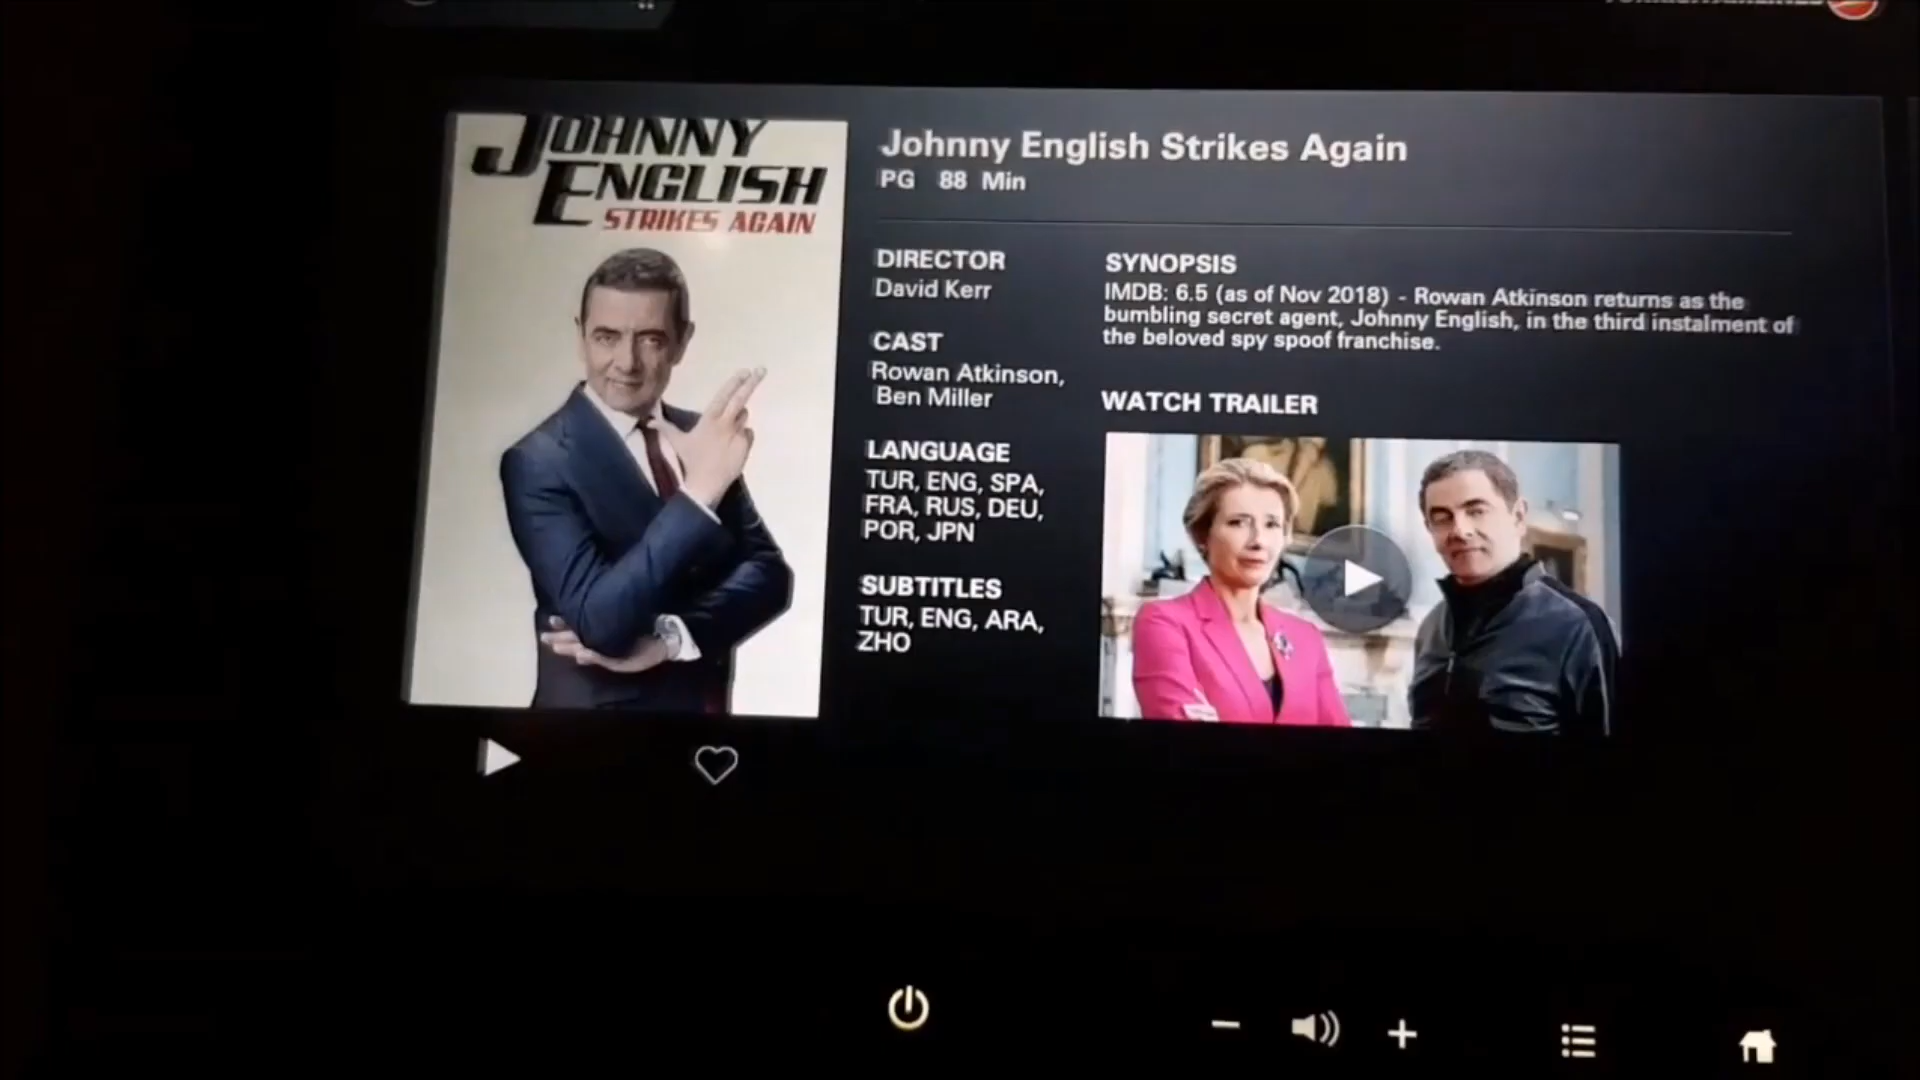 JOHNNY
ENGLISH
STRIKES AGAIN
Johnny English Strikes Again
PG 88 Min
DIRECTOR
David Kerr
CAST
Rowan Atkinson,
Ben Miller
LANGUAGE
TUR, ENG, SPA,
FRA, RUS, DEU,
POR, JPN
SUBTITLES
TUR, ENG, ARA,
ZHO
SYNOPSIS
IMDB: 6.5 (as of Nov 2018) - Rowan Atkinson returns as the
bumbling secret agent, Johnny English, in the third instalment of
the beloved spy spoof franchise.
WATCH TRAILER